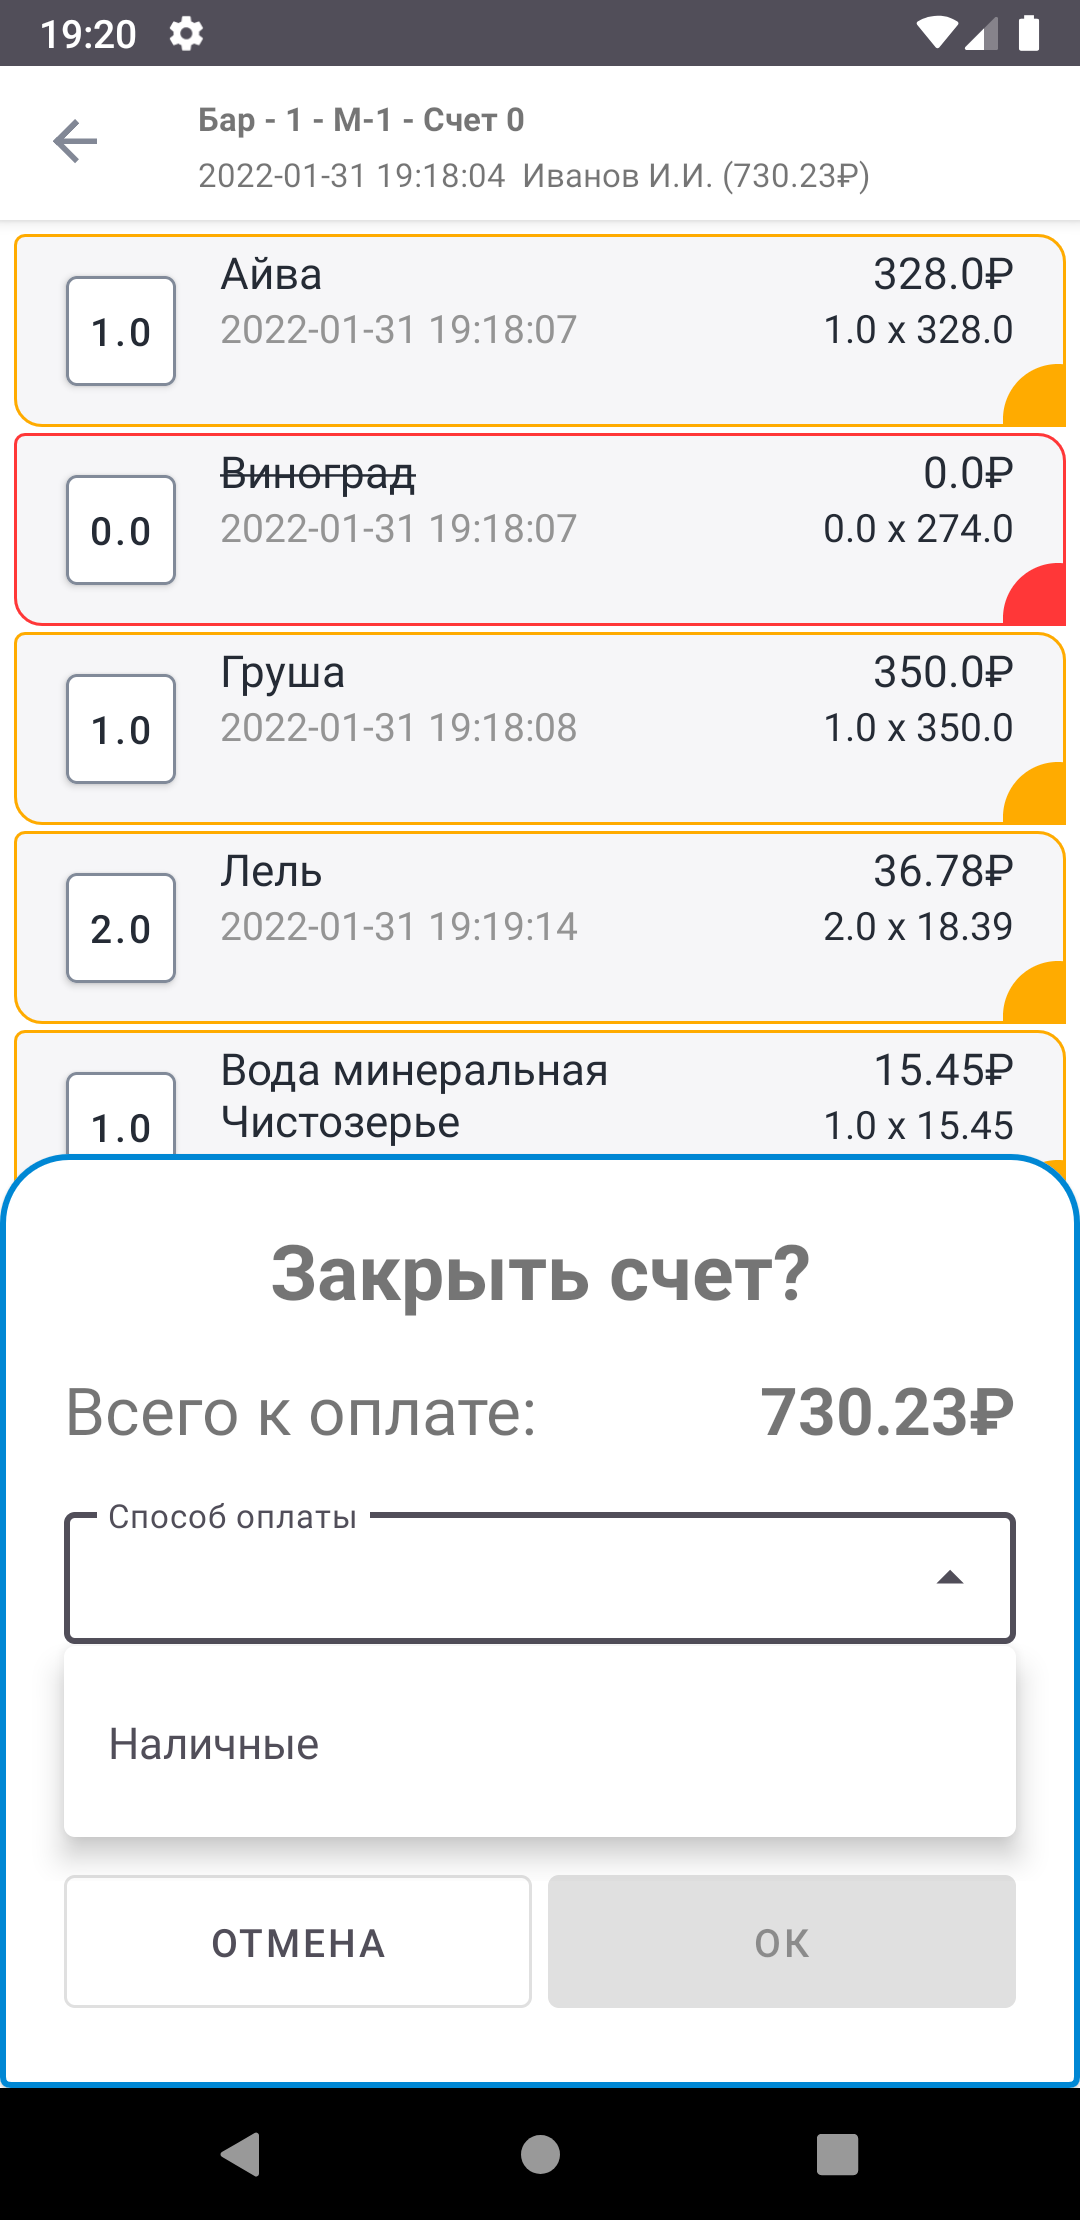 19:20
Бар - 1 - М-1 - Счет 0
2022-01-31 19:18:04  Иванов И.И. (730.23₽)
1.0
Айва
328.0₽
2022-01-31 19:18:07
1.0 x 328.0
0.0
Виноград
0.0₽
2022-01-31 19:18:07
0.0 x 274.0
1.0
Груша
350.0₽
2022-01-31 19:18:08
1.0 x 350.0
2.0
Лель
36.78₽
2022-01-31 19:19:14
2.0 x 18.39
1.0
Вода минеральная
Чистозерье
15.45₽
1.0 x 15.45
Закрыть счет?
Всего к оплате: 730.23₽
Способ оплаты
Наличные
ОТМЕНА
ОК